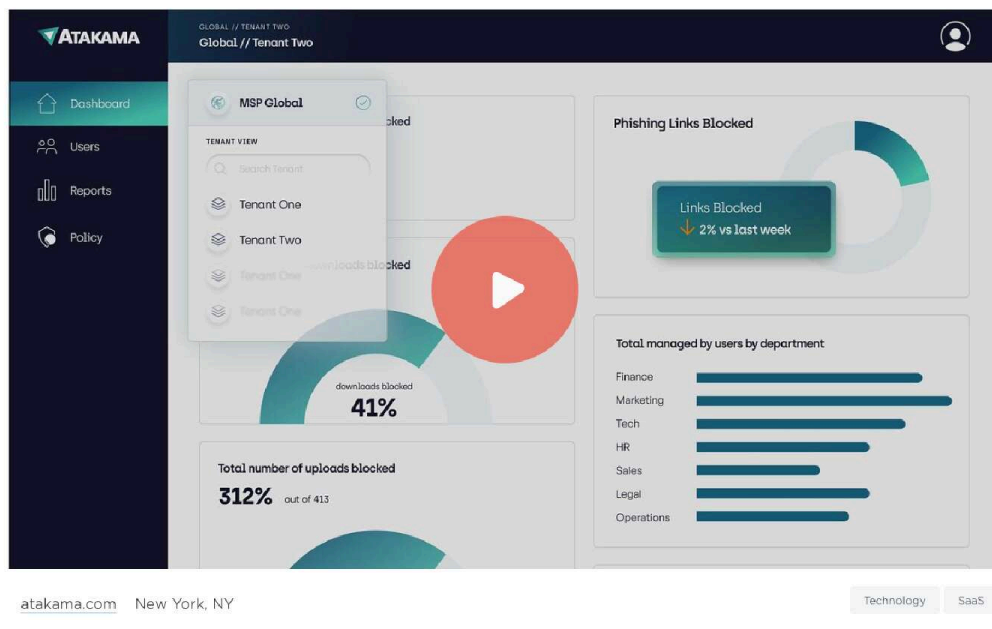 ATAKAMA
GLOBAL // TENANT TWO
Global // Tenant Two
Dashboard
Users
Reports
Policy
MSP Global
TENANT VIEW
Search Tenant
Tenant One
Tenant Two
Tenant One
Tenant One
cked
downloads blocked
downloads blocked
41%
Total number of uploads blocked
312% out of 413
Phishing Links Blocked
Links Blocked
2% vs last week
Total managed by users by department
Finance
Marketing
Tech
HR
Sales
Legal
Operations
atakama.com New York, NY
Technology SaaS